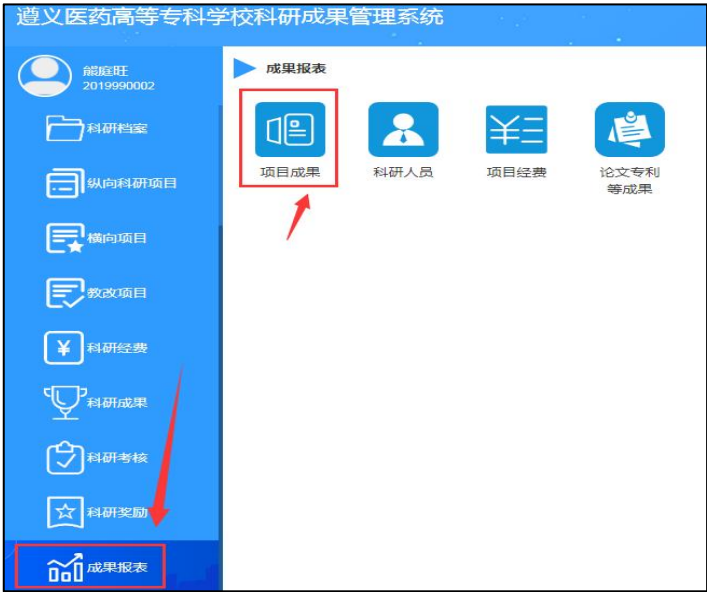 遵义医药高等专科学校科研成果管理系统
熊庭旺
2019990002
科研档案
纵向科研项目
横向项目
教改项目
科研经费
科研成果
科研考核
科研奖励
成果报表
成果报表
项目成果
科研人员
项目经费
论文专利
等成果